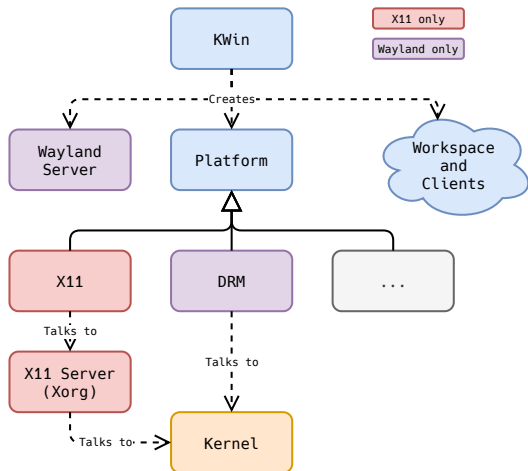 KWin
X11 only
Wayland only
Creates
Wayland
Server
Platform
Workspace
and
Clients
X11
DRM
...
Talks to
Talks to
X11 Server
(Xorg)
Talks to
Kernel